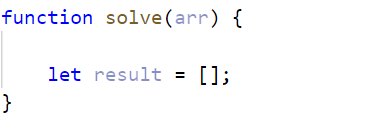 function solve(arr) {
    let result = [];
}